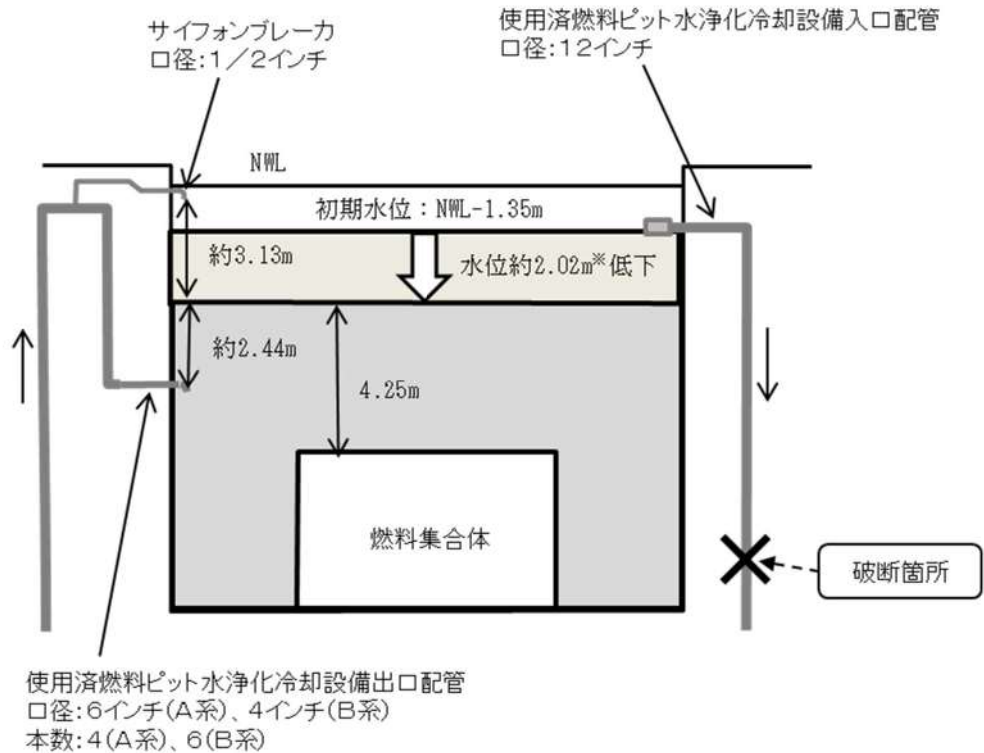 サイフォンブレーカ
口径:1／2インチ
使用済燃料ピット水浄化冷却設備入口配管
口径:12インチ
NWL
初期水位：NWL-1.35m
約3.13m
水位約2.02m※低下
約2.44m
4.25m
燃料集合体
破断箇所
使用済燃料ピット水浄化冷却設備出口配管
口径:6インチ(A系)、4インチ(B系)
本数:4(A系)、6(B系)